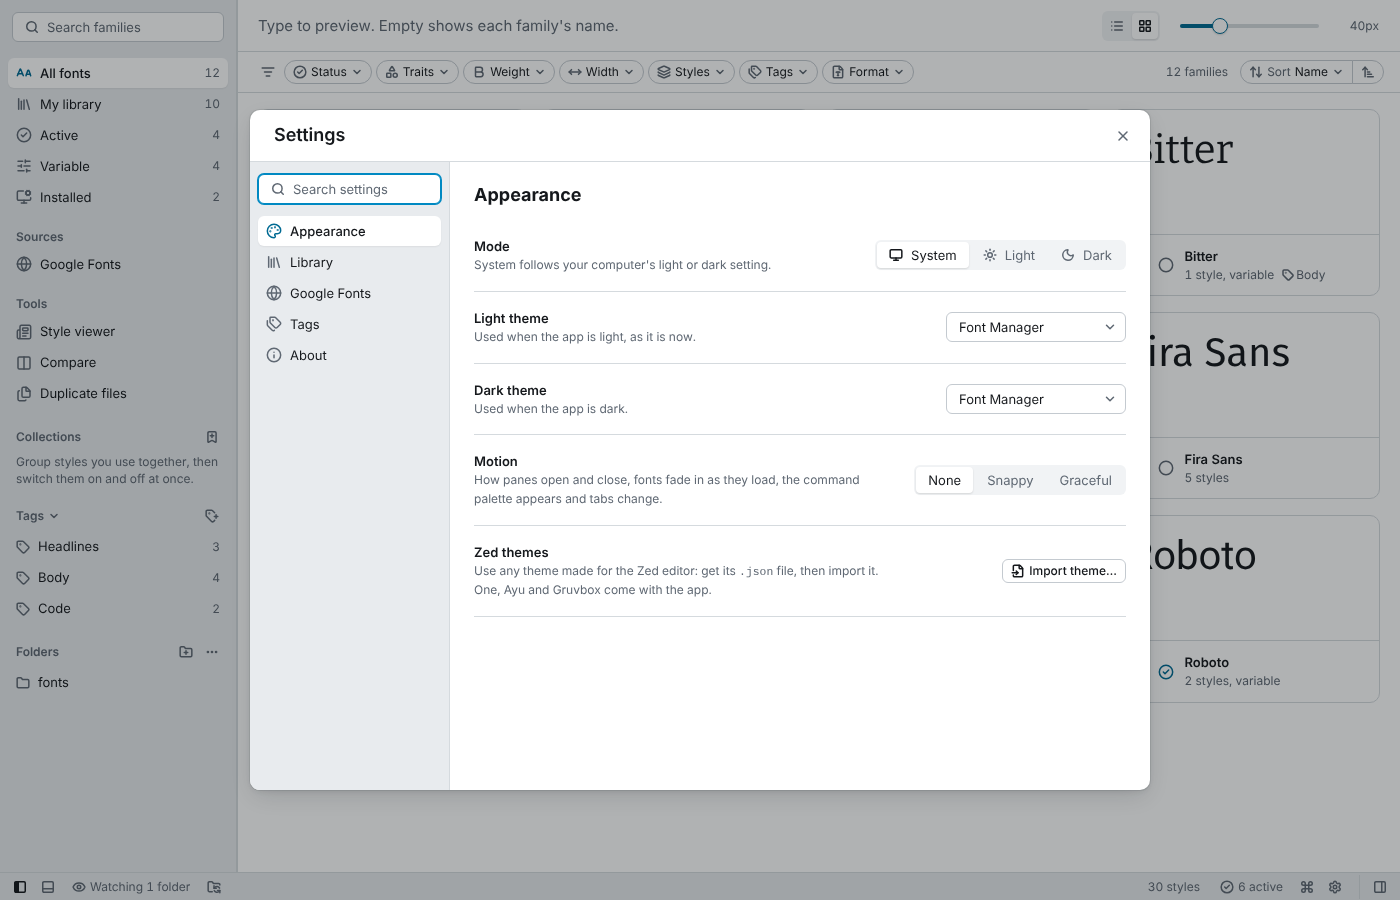 Search families
Type to preview. Empty shows each family's name.
40px
All fonts 12
My library 10
Active 4
Variable 4
Installed 2
Sources
Google Fonts
Tools
Style viewer
Compare
Duplicate files
Collections
Group styles you use together, then
switch them on and off at once.
Tags
Headlines 3
Body 4
Code 2
Folders
fonts
Status
Traits
Weight
Width
Styles
Tags
Format
12 families
Sort Name
Settings
Search settings
Appearance
Library
Google Fonts
Tags
About
Appearance
Mode
System follows your computer's light or dark setting.
System Light Dark
Light theme
Used when the app is light, as it is now.
Font Manager
Dark theme
Used when the app is dark.
Font Manager
Motion
How panes open and close, fonts fade in as they load, the command
palette appears and tabs change.
None Snappy Graceful
Zed themes
Use any theme made for the Zed editor: get its .json file, then import it.
One, Ayu and Gruvbox come with the app.
Import theme...
itter
Bitter
1 style, variable Body
ira Sans
Fira Sans
5 styles
Roboto
Roboto
2 styles, variable
Watching 1 folder
30 styles
6 active